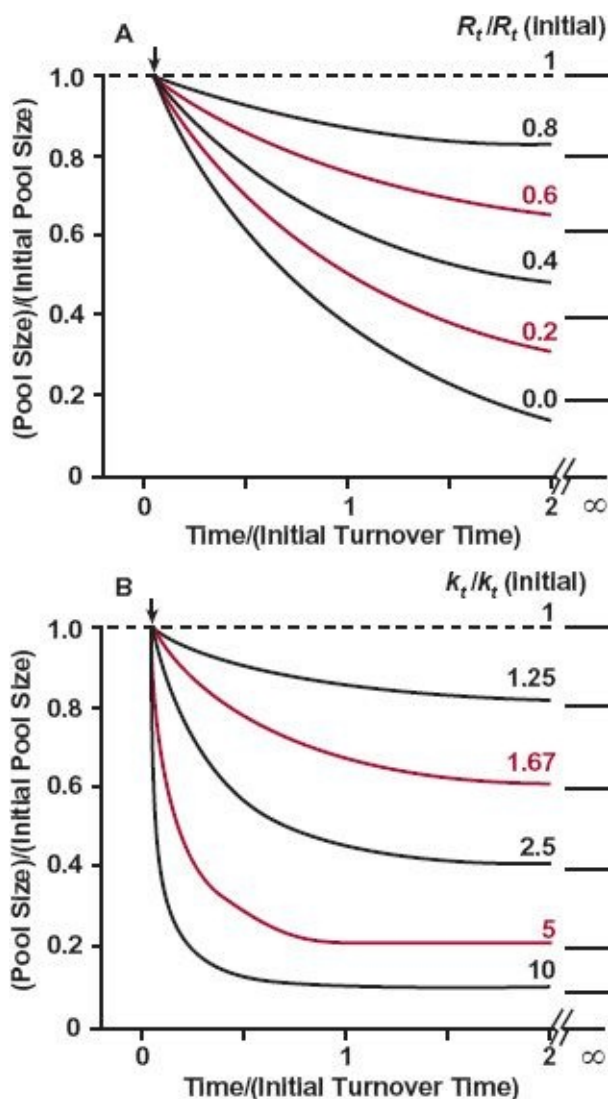 A
R_t/R_t (initial)
1
1.0
0.8
0.8
0.6
0.6
0.4
0.4
0.2
0.2
0.0
0
(Pool Size)/(Initial Pool Size)
0 1 2 ∞
Time/(Initial Turnover Time)
B
k_t/k_t (initial)
1
1.0
1.25
0.8
1.67
0.6
2.5
0.4
5
0.2
10
0
(Pool Size)/(Initial Pool Size)
0 1 2 ∞
Time/(Initial Turnover Time)